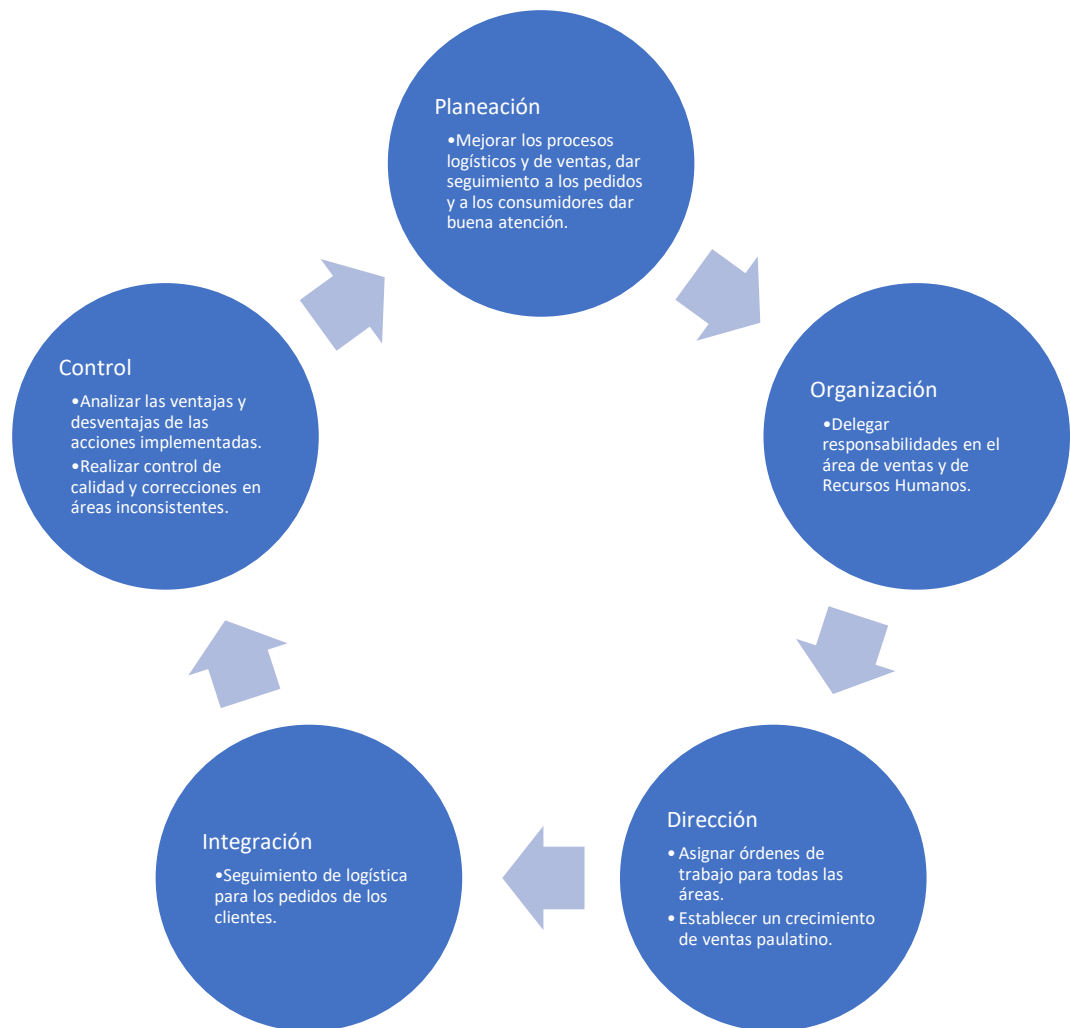 Planeación
•Mejorar los procesos
logísticos y de ventas, dar
seguimiento a los pedidos
y a los consumidores dar
buena atención.
Organización
•Delegar
responsabilidades en el
área de ventas y de
Recursos Humanos.
Dirección
•Asignar órdenes de
trabajo para todas las
áreas.
•Establecer un crecimiento
de ventas paulatino.
Integración
•Seguimiento de logística
para los pedidos de los
clientes.
Control
•Analizar las ventajas y
desventajas de las
acciones implementadas.
•Realizar control de
calidad y correcciones en
áreas inconsistentes.